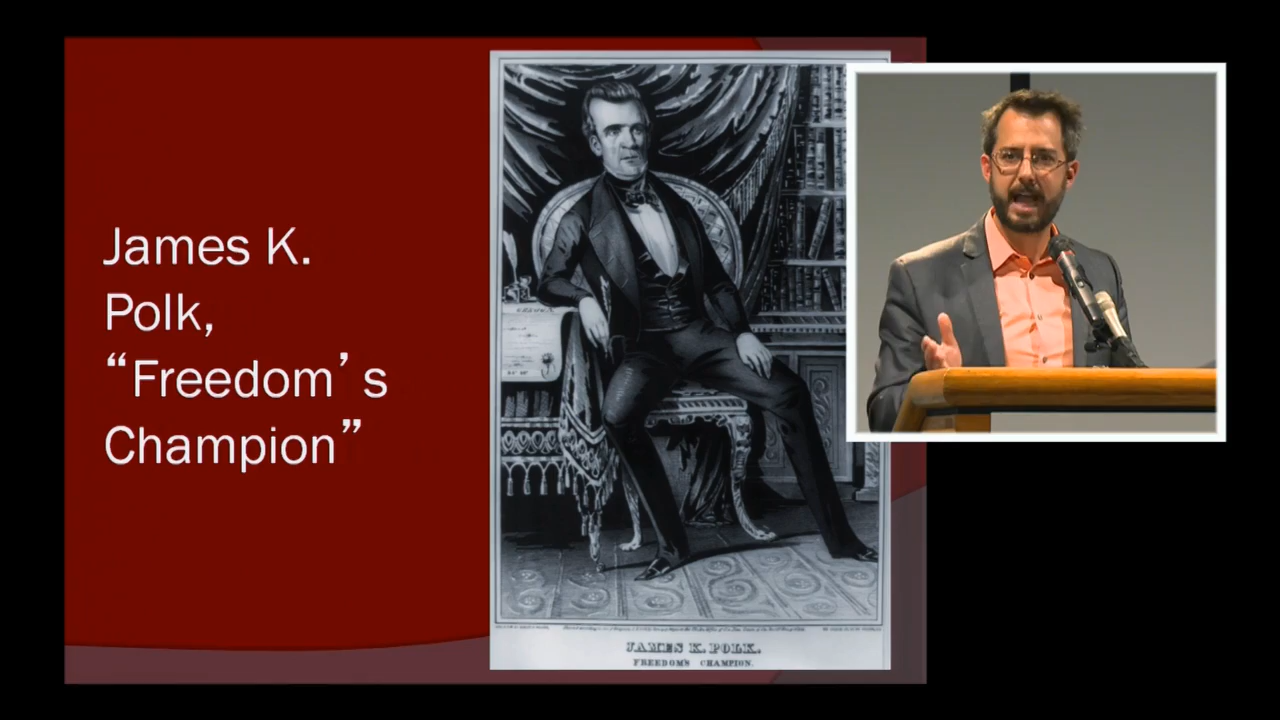 James K.
Polk,
“Freedom’s
Champion”
JAMES K. POLK.
FREEDOM'S CHAMPION.